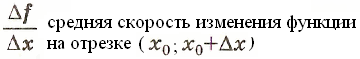 Δf/Δx средняя скорость изменения функции
на отрезке ( x₀ ; x₀+Δx )